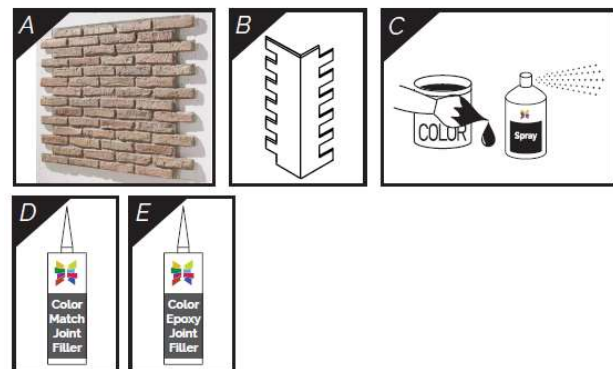 A
B
C
COLOR
Spray
D
E
Color
Match
Joint
Filler
Color
Epoxy
Joint
Filler